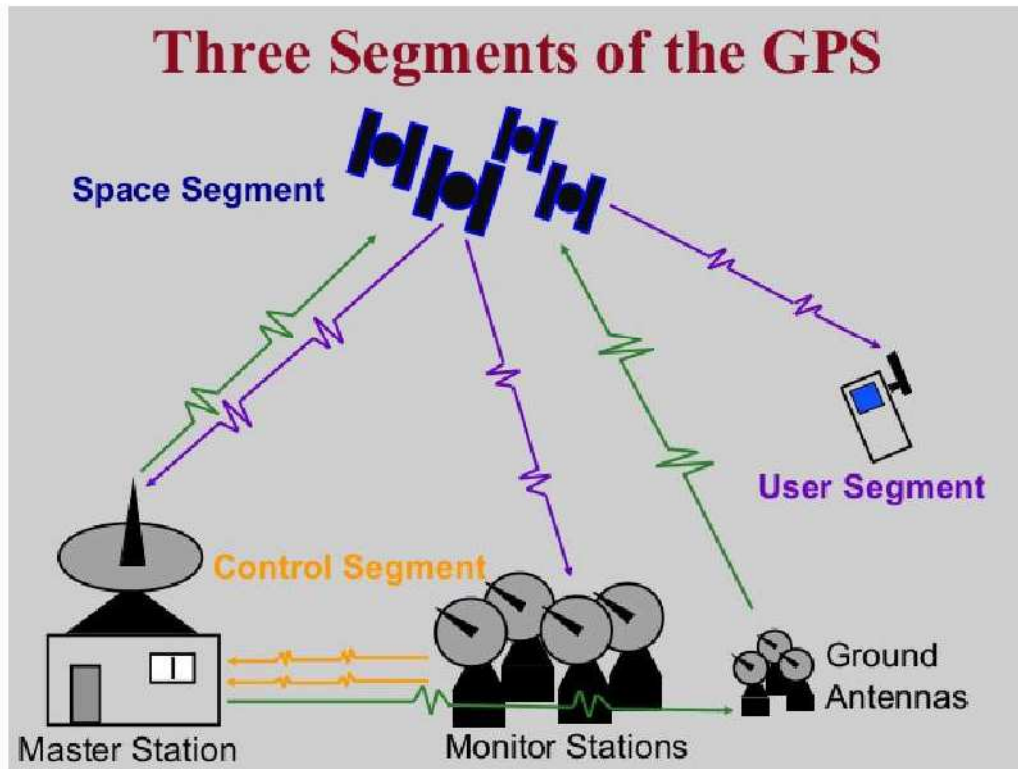 Three Segments of the GPS
Space Segment
User Segment
Control Segment
Ground
Antennas
Master Station
Monitor Stations